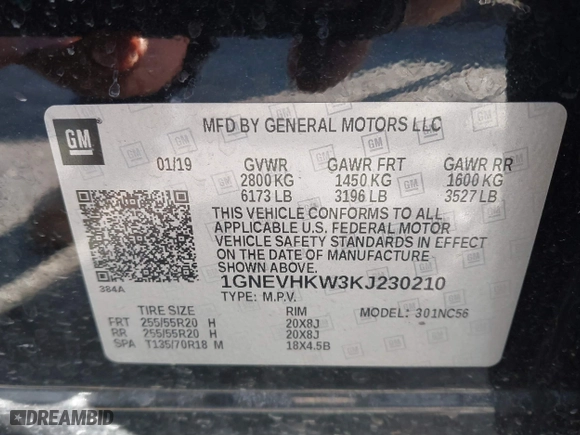 GM
MFD BY GENERAL MOTORS LLC
01/19 GVWR GAWR FRT GAWR RR
2800 KG 1450 KG 1600 KG
6173 LB 3196 LB 3527 LB
THIS VEHICLE CONFORMS TO ALL
APPLICABLE U.S. FEDERAL MOTOR
VEHICLE SAFETY STANDARDS IN EFFECT
ON THE DATE OF MANUFACTURE
SHOWN ABOVE.
384A
1GNEVHKW3KJ230210
TYPE: M.P.V. MODEL: 301NC56
TIRE SIZE RIM
FRT 255/55R20 H 20X8J
RR 255/55R20 H 20X8J
SPA T135/70R18 M 18X4.5B
DREAMBID